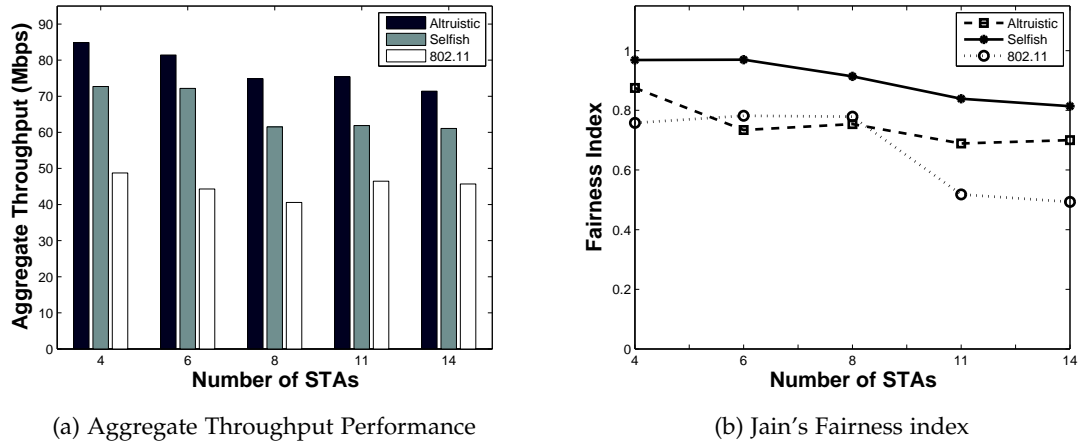 Aggregate Throughput (Mbps)
90
80
70
60
50
40
30
20
10
0
4
6
8
11
14
Number of STAs
Altruistic
Selfish
802.11
(a) Aggregate Throughput Performance
Fairness Index
1
0.8
0.6
0.4
0.2
0
4
6
8
11
14
Number of STAs
Altruistic
Selfish
802.11
(b) Jain's Fairness index